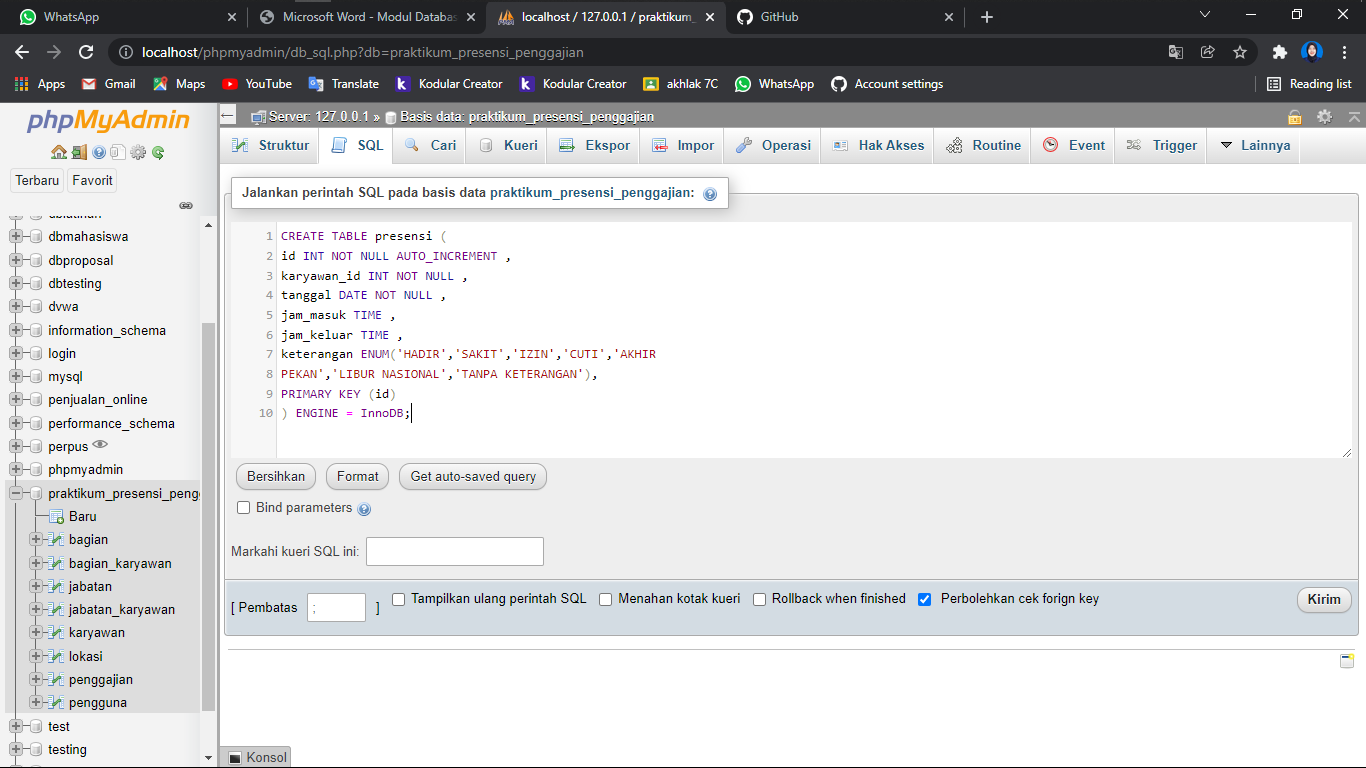 WhatsApp
Microsoft Word - Modul Databas
localhost / 127.0.0.1 / praktikum_
GitHub
localhost/phpmyadmin/db_sql.php?db=praktikum_presensi_penggajian
Apps
Gmail
Maps
YouTube
Translate
Kodular Creator
Kodular Creator
akhlak 7C
WhatsApp
Account settings
Reading list
phpMyAdmin
Terbaru
Favorit
dblatihan
dbmahasiswa
dbproposal
dbtesting
dvwa
information_schema
login
mysql
penjualan_online
performance_schema
perpus
phpmyadmin
praktikum_presensi_peng
Baru
bagian
bagian_karyawan
jabatan
jabatan_karyawan
karyawan
lokasi
penggajian
pengguna
test
testing
Server: 127.0.0.1 » Basis data: praktikum_presensi_penggajian
Struktur
SQL
Cari
Kueri
Ekspor
Impor
Operasi
Hak Akses
Routine
Event
Trigger
Lainnya
Jalankan perintah SQL pada basis data praktikum_presensi_penggajian:
1 CREATE TABLE presensi (
2 id INT NOT NULL AUTO_INCREMENT ,
3 karyawan_id INT NOT NULL ,
4 tanggal DATE NOT NULL ,
5 jam_masuk TIME ,
6 jam_keluar TIME ,
7 keterangan ENUM('HADIR','SAKIT','IZIN','CUTI','AKHIR
8 PEKAN','LIBUR NASIONAL','TANPA KETERANGAN'),
9 PRIMARY KEY (id)
10 ) ENGINE = InnoDB;
Bersihkan
Format
Get auto-saved query
Bind parameters
Markahi kueri SQL ini:
[ Pembatas ; ]
Tampilkan ulang perintah SQL
Menahan kotak kueri
Rollback when finished
Perbolehkan cek forign key
Kirim
Konsol